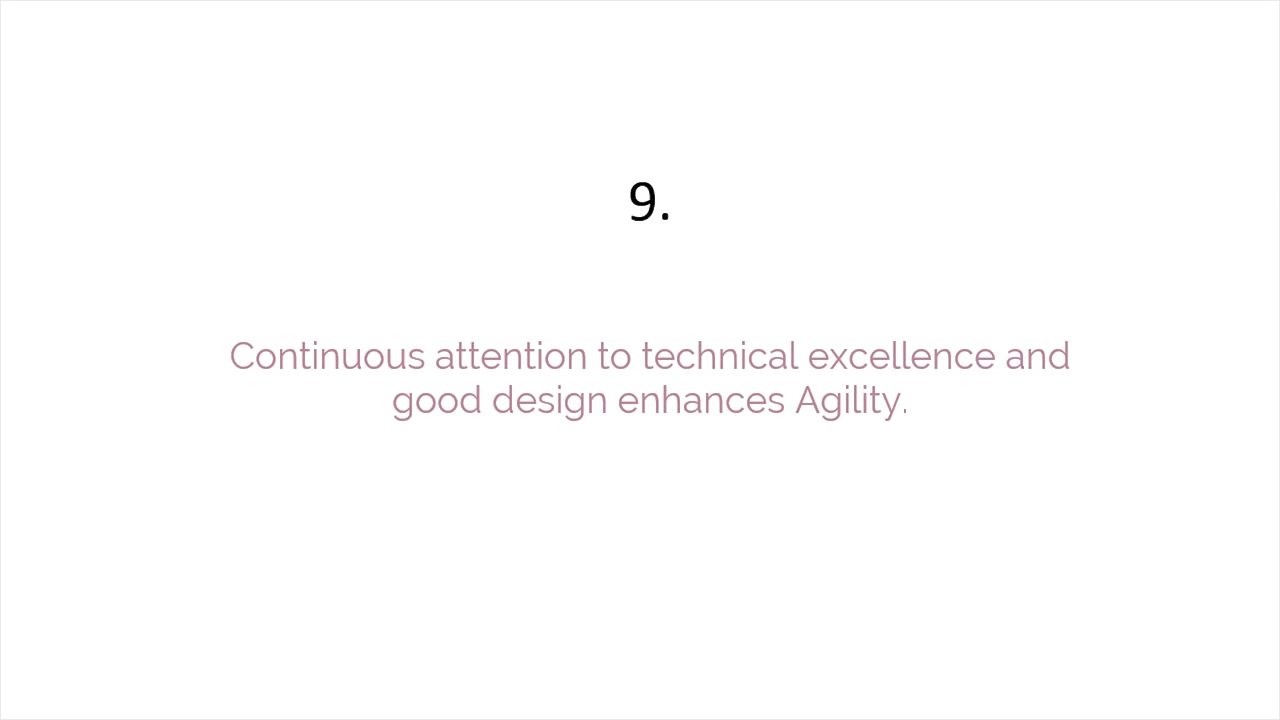 9.
Continuous attention to technical excellence and
good design enhances Agility.